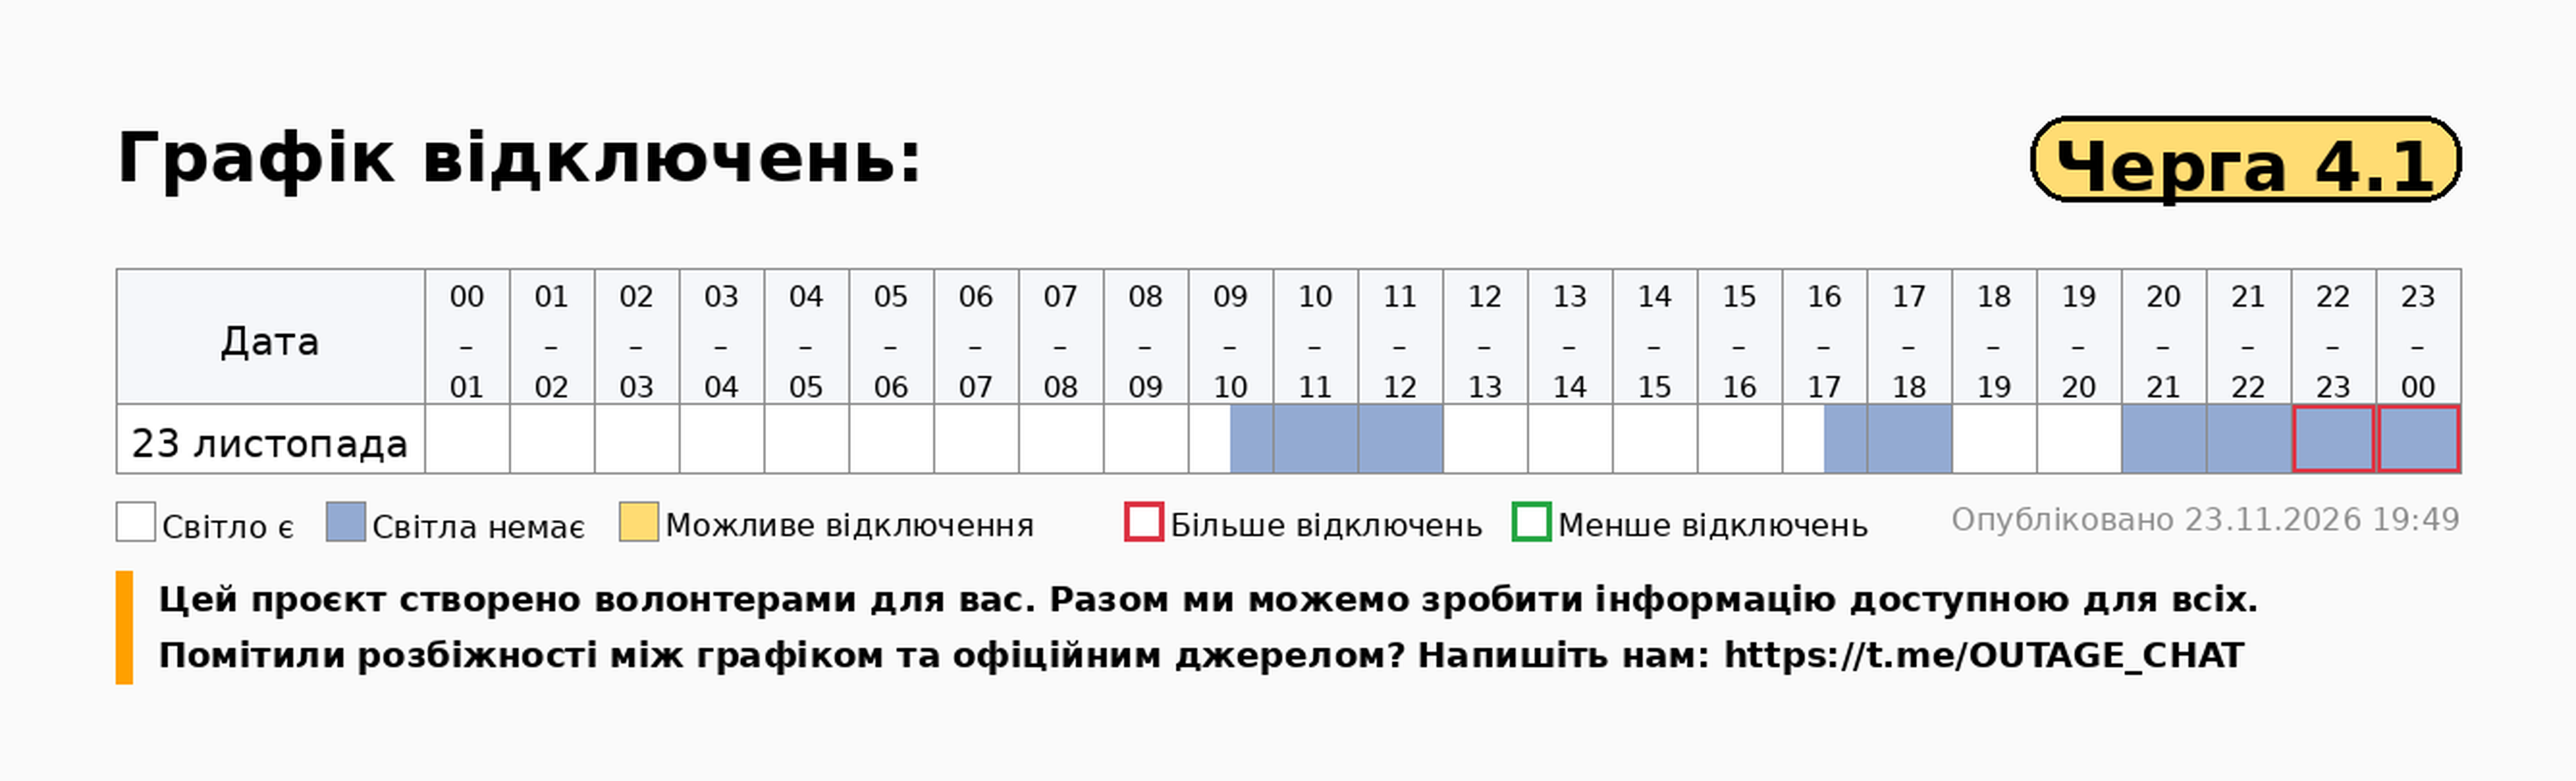 Графік відключень:
Черга 4.1
Дата
00 – 01
01 – 02
02 – 03
03 – 04
04 – 05
05 – 06
06 – 07
07 – 08
08 – 09
09 – 10
10 – 11
11 – 12
12 – 13
13 – 14
14 – 15
15 – 16
16 – 17
17 – 18
18 – 19
19 – 20
20 – 21
21 – 22
22 – 23
23 – 00
23 листопада
Світло є
Світла немає
Можливе відключення
Більше відключень
Менше відключень
Опубліковано 23.11.2026 19:49
Цей проєкт створено волонтерами для вас. Разом ми можемо зробити інформацію доступною для всіх.
Помітили розбіжності між графіком та офіційним джерелом? Напишіть нам: https://t.me/OUTAGE_CHAT